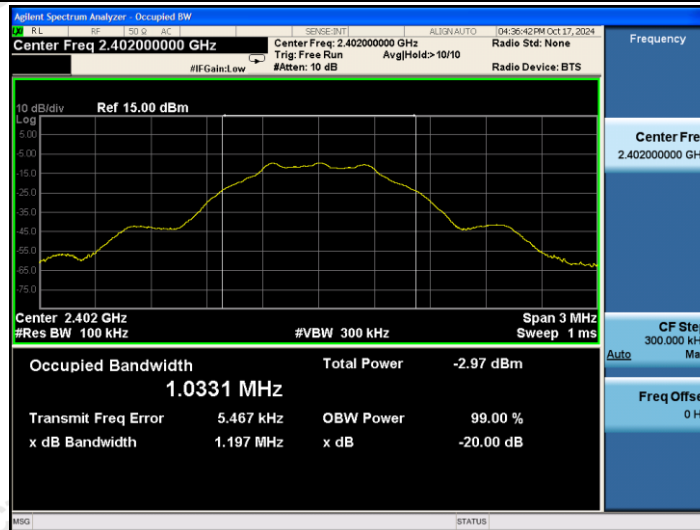 Agilent Spectrum Analyzer - Occupied BW
RL RF 50 Ω AC SENSE:INT ALIGN AUTO 04:36:42PM Oct 17, 2024
Center Freq 2.402000000 GHz
Center Freq: 2.402000000 GHz
Radio Std: None
Trig: Free Run Avg|Hold:> 10/10
#IFGain:Low
#Atten: 10 dB
Radio Device: BTS
Frequency
10 dB/div Ref 15.00 dBm
Log
5.00
-5.00
-15.0
-25.0
-35.0
-45.0
-55.0
-65.0
-75.0
Center Fre
2.402000000 GH
Center 2.402 GHz Span 3 MHz
#Res BW 100 kHz #VBW 300 kHz Sweep 1 ms
CF Step
300.000 kH
Auto Ma
Occupied Bandwidth Total Power -2.97 dBm
1.0331 MHz
Transmit Freq Error 5.467 kHz OBW Power 99.00 %
x dB Bandwidth 1.197 MHz x dB -20.00 dB
Freq Offse
0 H
MSG STATUS